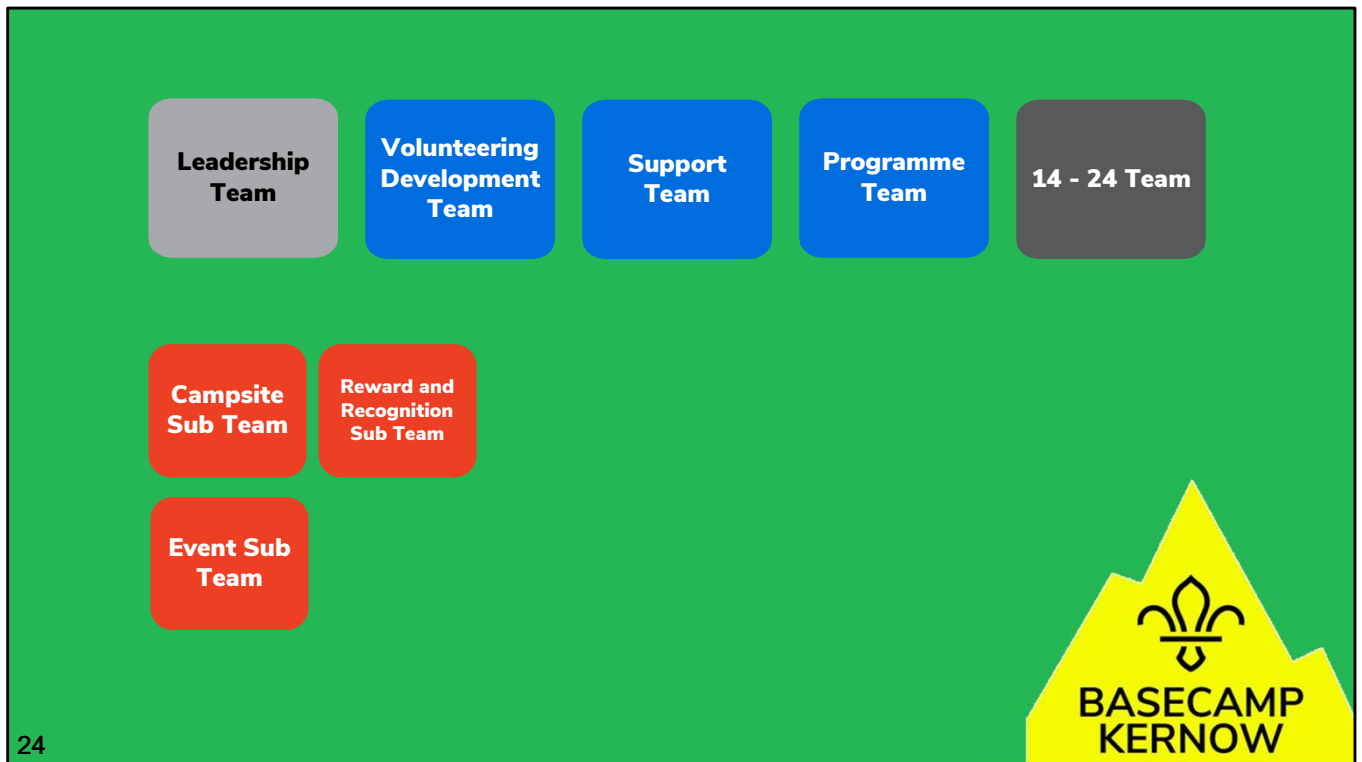 Leadership
Team
Volunteering
Development
Team
Support
Team
Programme
Team
14 - 24 Team
Campsite
Sub Team
Reward and
Recognition
Sub Team
Event Sub
Team
BASECAMP
KERNOW
24